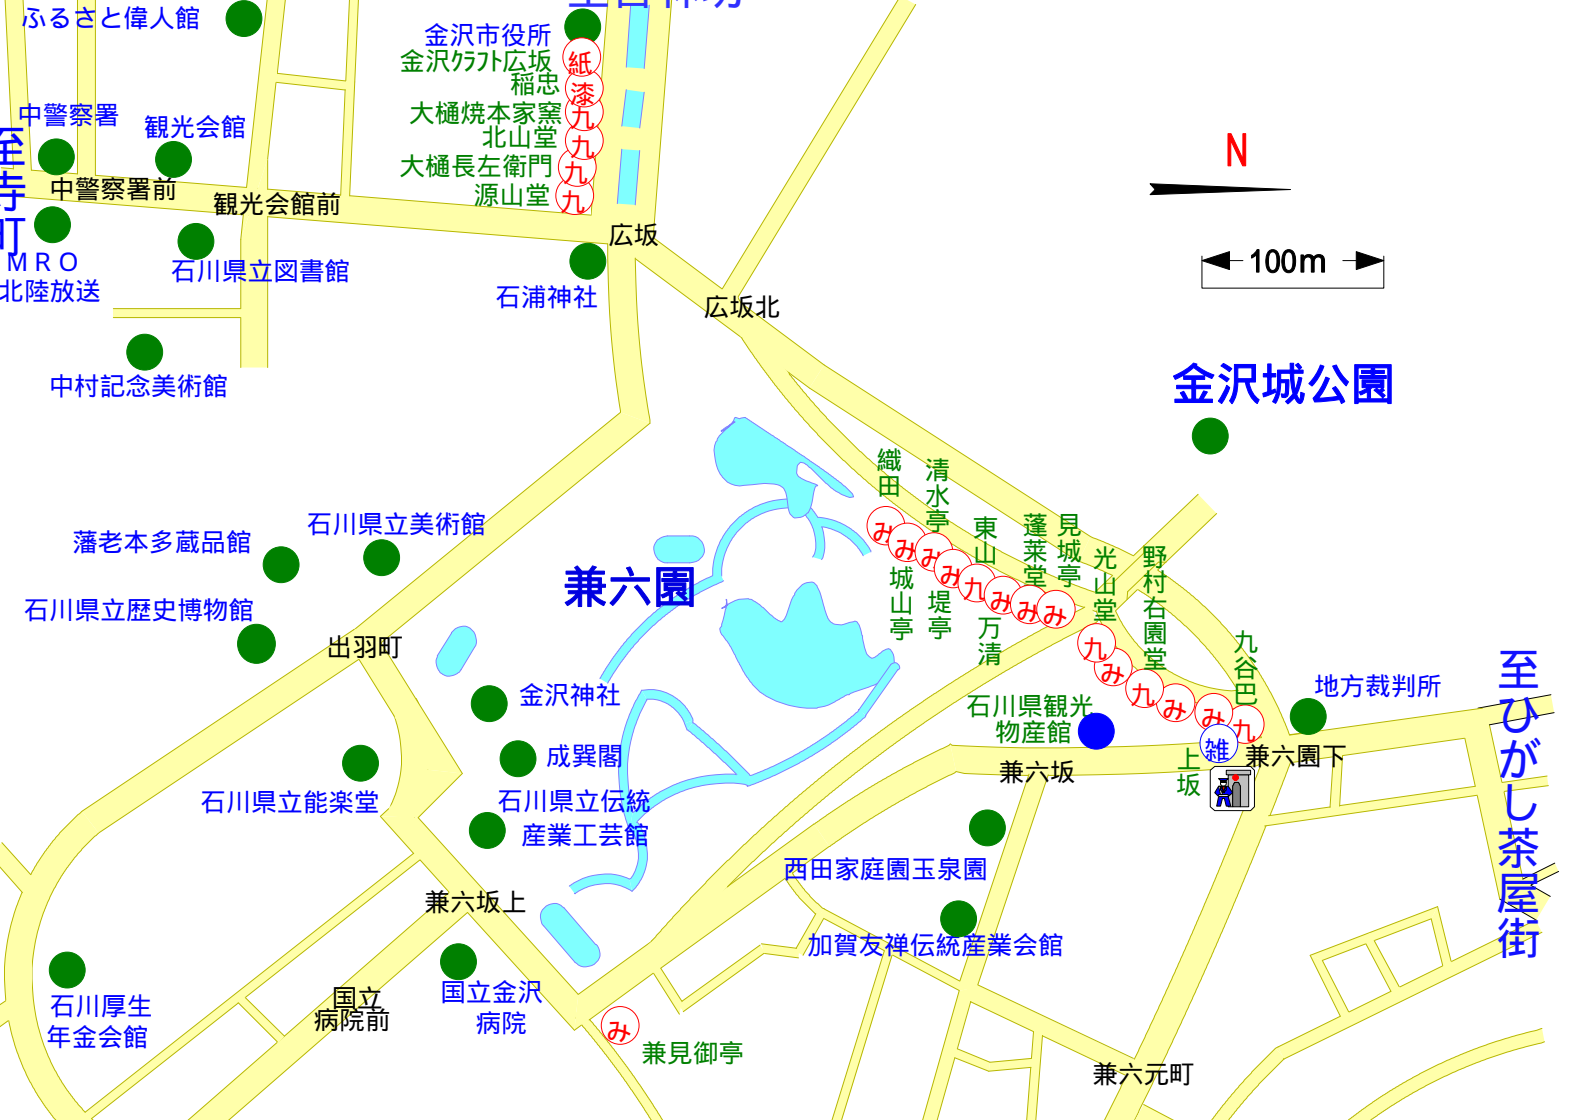 ふるさと偉人館
金沢市役所
金沢クラフト広坂
紙
稲忠
漆
大樋焼本家窯
九
北山堂
九
大樋長左衛門
九
源山堂
九
中警察署
観光会館
至寺町
中警察署前
観光会館前
広坂
MRO
北陸放送
石川県立図書館
石浦神社
広坂北
中村記念美術館
N
100m
金沢城公園
織田
清水亭
東山
蓬莱堂
見城亭
光山堂
野村右園堂
九谷巴
み
み
み
み
九
み
み
み
城山亭
堤亭
万清
九
み
九
み
み
九
雑
石川県立美術館
藩老本多蔵品館
兼六園
石川県立歴史博物館
出羽町
金沢神社
成巽閣
石川県立能楽堂
石川県立伝統
産業工芸館
石川県観光
物産館
兼六坂
上坂
兼六園下
地方裁判所
至ひがし茶屋街
西田家庭園玉泉園
加賀友禅伝統産業会館
兼六坂上
国立金沢
病院
国立
病院前
石川厚生
年金会館
み
兼見御亭
兼六元町